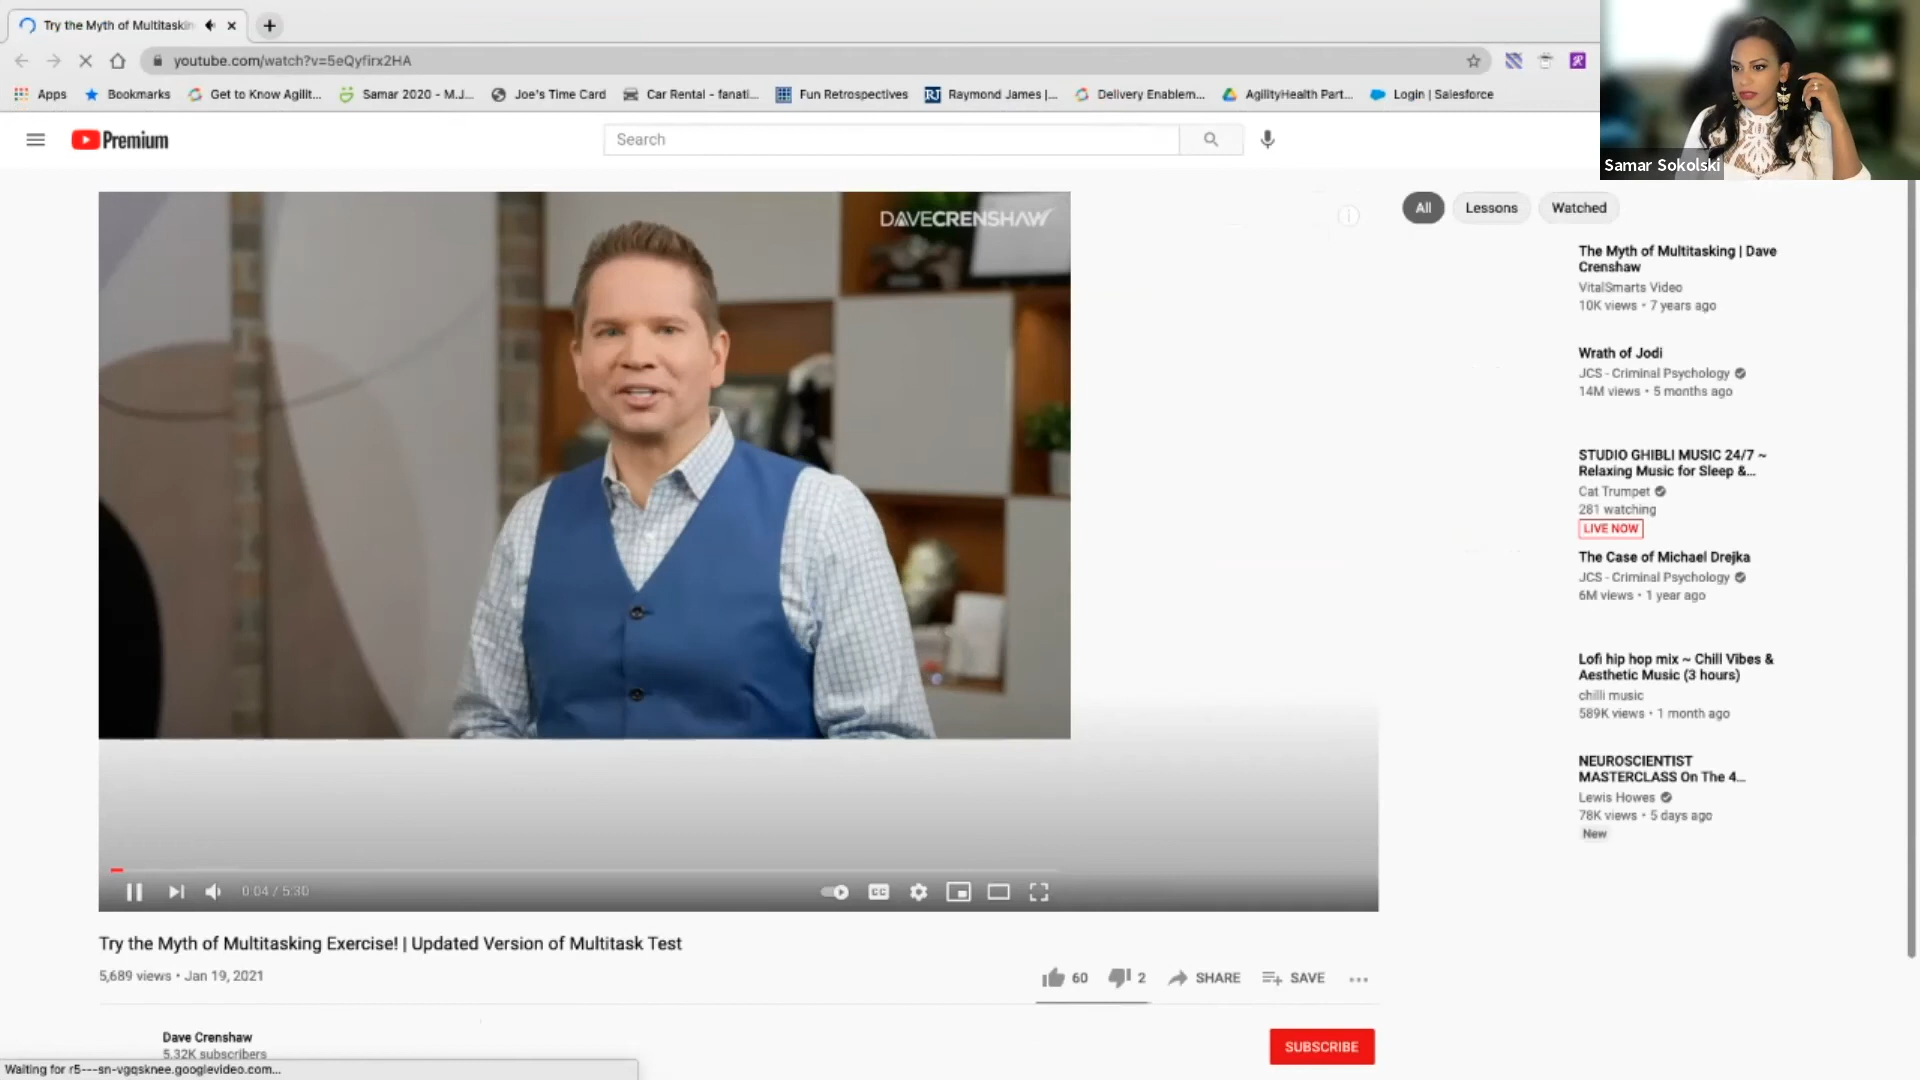 Try the Myth of Multitaskin
youtube.com/watch?v=5eQyfirx2HA
Apps
Bookmarks
Get to Know Agilit...
Samar 2020 - M.J...
Joe's Time Card
Car Rental - fanati...
Fun Retrospectives
Raymond James |...
Delivery Enablem...
AgilityHealth Part...
Login | Salesforce
Samar Sokolski
Premium
Search
DAVECRENSHAW
All
Lessons
Watched
The Myth of Multitasking | Dave
Crenshaw
VitalSmarts Video
10K views • 7 years ago
Wrath of Jodi
JCS - Criminal Psychology
14M views • 5 months ago
STUDIO GHIBLI MUSIC 24/7 ~
Relaxing Music for Sleep &...
Cat Trumpet
281 watching
LIVE NOW
The Case of Michael Drejka
JCS - Criminal Psychology
6M views • 1 year ago
Lofi hip hop mix ~ Chill Vibes &
Aesthetic Music (3 hours)
chilli music
589K views • 1 month ago
NEUROSCIENTIST
MASTERCLASS On The 4...
Lewis Howes
78K views • 5 days ago
New
0:04 / 5:30
CC
Try the Myth of Multitasking Exercise! | Updated Version of Multitask Test
5,689 views • Jan 19, 2021
60
2
SHARE
SAVE
Dave Crenshaw
5.32K subscribers
SUBSCRIBE
Waiting for r5---sn-vgqsknee.googlevideo.com...